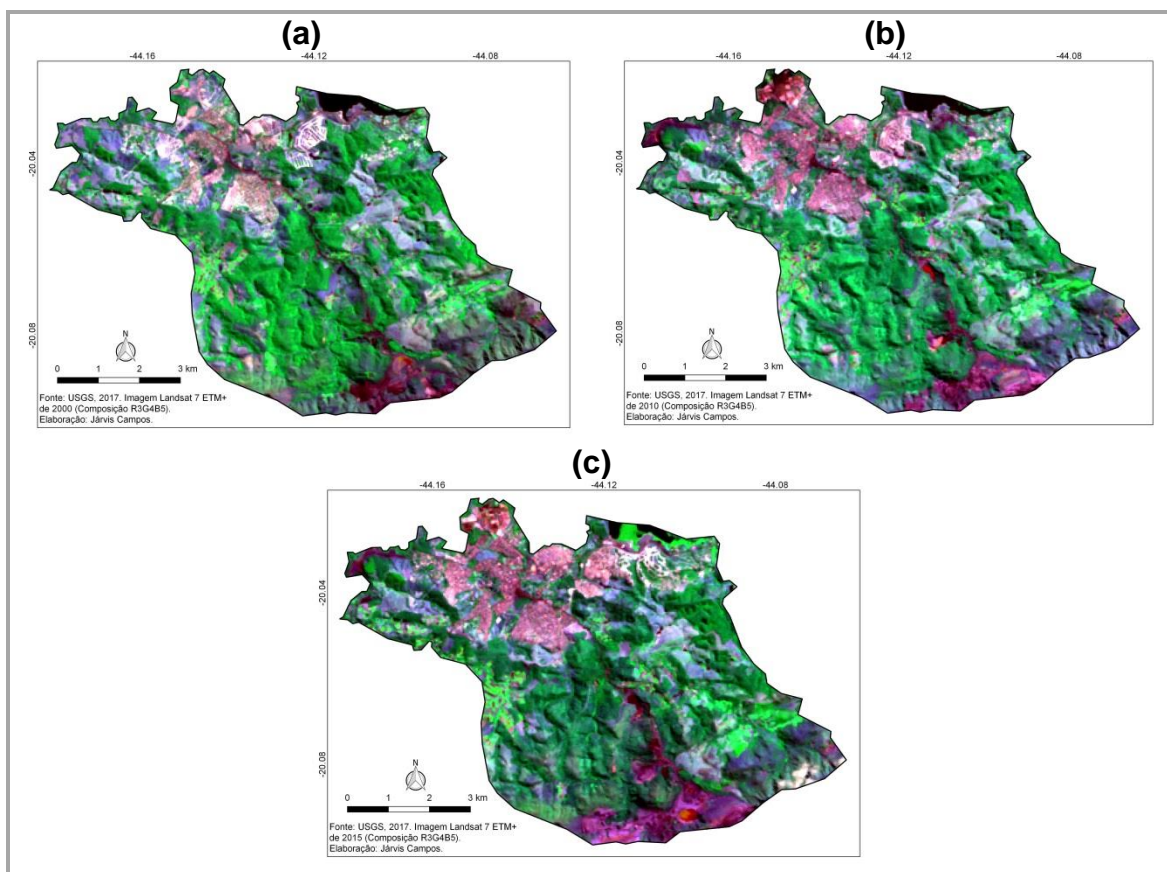 (a)
-44.16 -44.12 -44.08
-20.04
-20.08
N
0 1 2 3 km
Fonte: USGS, 2017. Imagem Landsat 7 ETM+
de 2000 (Composição R3G4B5).
Elaboração: Járvis Campos.
(b)
-44.16 -44.12 -44.08
-20.04
-20.08
N
0 1 2 3 km
Fonte: USGS, 2017. Imagem Landsat 7 ETM+
de 2010 (Composição R3G4B5).
Elaboração: Járvis Campos.
(c)
-44.16 -44.12 -44.08
-20.04
-20.08
N
0 1 2 3 km
Fonte: USGS, 2017. Imagem Landsat 7 ETM+
de 2015 (Composição R3G4B5).
Elaboração: Járvis Campos.